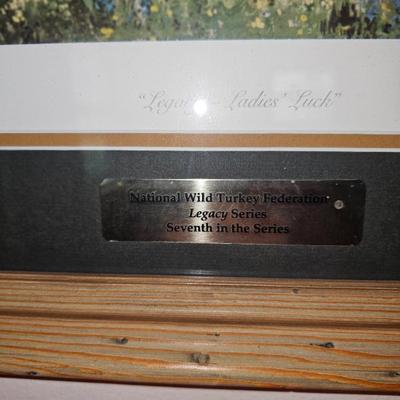 "Legacy - Ladies' Luck"
National Wild Turkey Federation
Legacy Series
Seventh in the Series